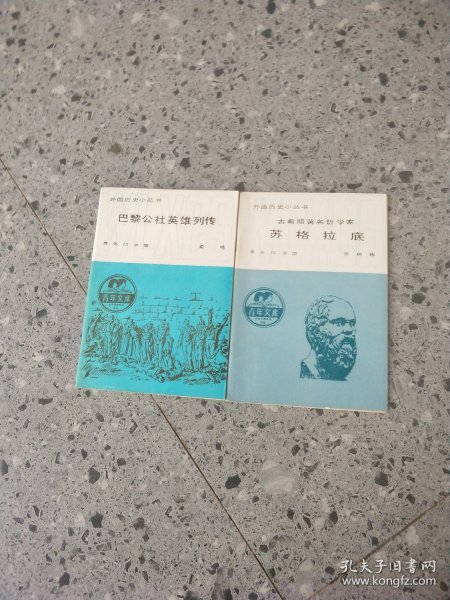 外国历史小丛书
巴黎公社英雄列传
商务印书馆
青年文库
外国历史小丛书
古希腊著名哲学家
苏格拉底
商务印书馆
青年文库
孔夫子旧书网
www.kongfz.com